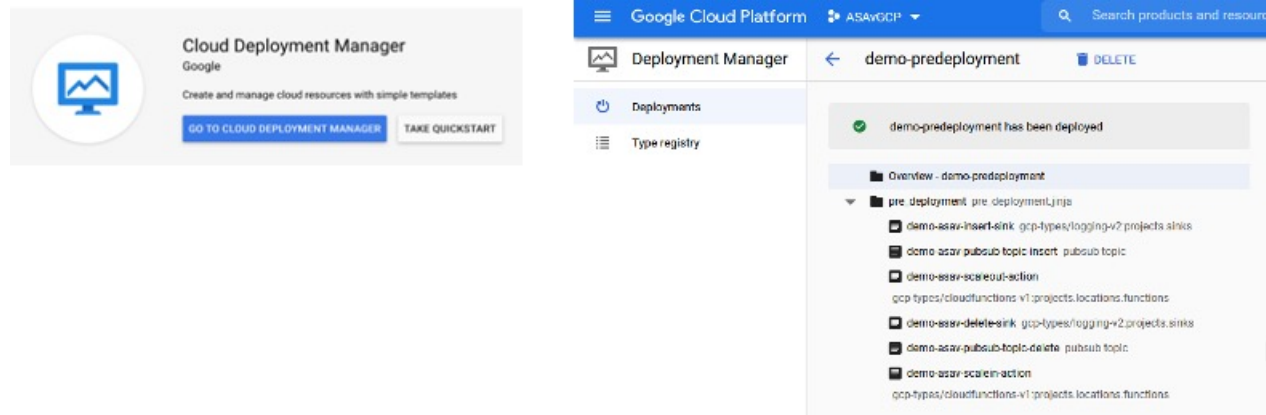 Cloud Deployment Manager
Google
Create and manage cloud resources with simple templates
GO TO CLOUD DEPLOYMENT MANAGER
TAKE QUICKSTART
Google Cloud Platform
ASAvGCP
Search products and resourc
Deployment Manager
demo-predeployment
DELETE
Deployments
Type registry
demo-predeployment has been deployed
Overview - demo-predeployment
pre_deployment pre_deployment.jinja
demo-asav-insert-sink gcp-types/logging-v2:projects.sinks
demo-asav-pubsub-topic-insert pubsub topic
demo-asav-scaleout-action
gcp-types/cloudfunctions-v1:projects.locations.functions
demo-asav-delete-sink gcp-types/logging-v2:projects.sinks
demo-asav-pubsub-topic-delete pubsub topic
demo-asav-scalein-action
gcp-types/cloudfunctions-v1:projects.locations.functions